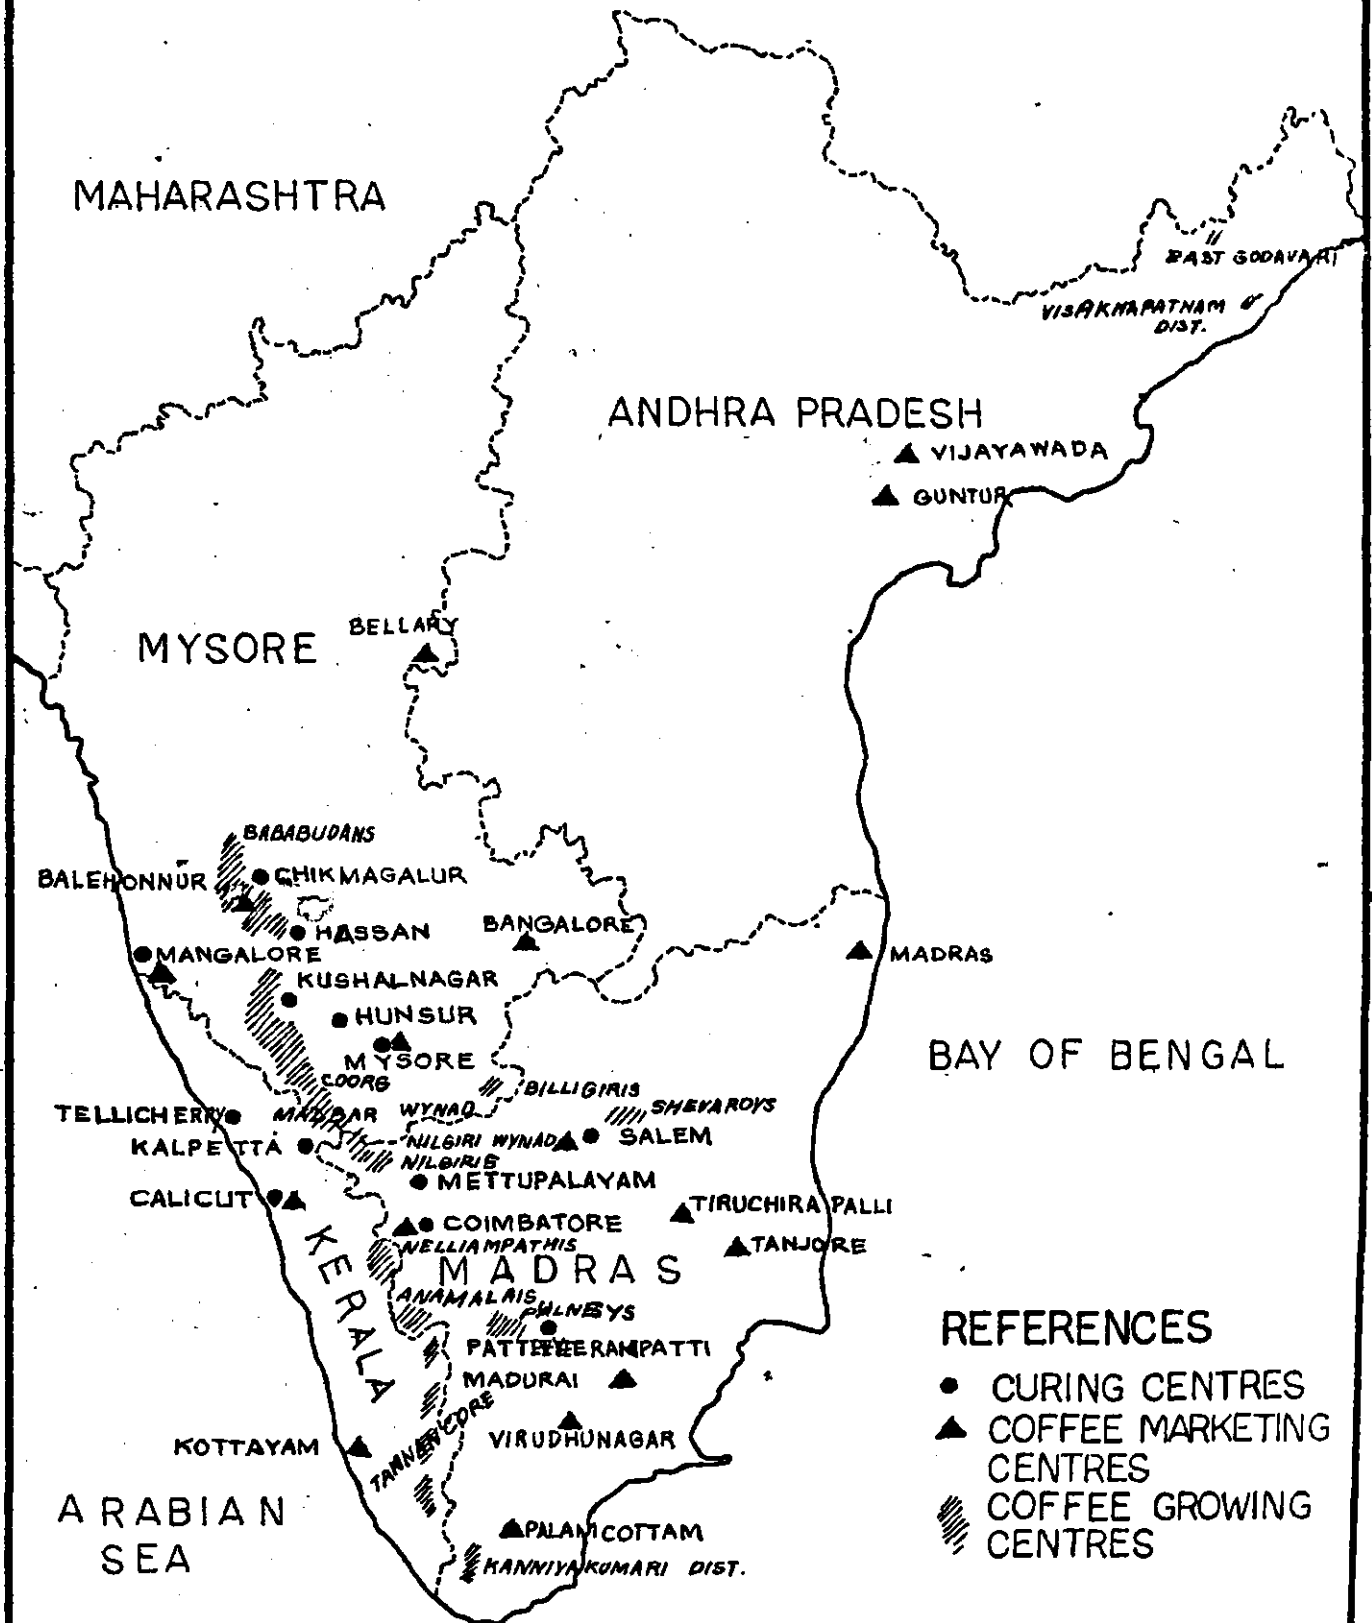 MAHARASHTRA
EAST GODAVARI
VISAKHAPATNAM
DIST.
ANDHRA PRADESH
VIJAYAWADA
GUNTUR
BELLARY
MYSORE
BABABUDANS
BALEHONNUR
CHIKMAGALUR
HASSAN
BANGALORE
MANGALORE
MADRAS
KUSHALNAGAR
HUNSUR
MYSORE
BAY OF BENGAL
COORG
BILLIGIRIS
SHEVAROYS
TELLICHERRY
WYNAD
SALEM
KALPETTA
NILGIRI WYNAD
NILGIRIS
METTUPALAYAM
CALICUT
TIRUCHIRAPALLI
COIMBATORE
TANJORE
NELLIAMPATHIS
KERALA
MADRAS
ANAMALAIS
PULNEYS
MADURAI
VIRUDHUNAGAR
KOTTAYAM
PALAMCOTTAM
KANNIYAKUMARI DIST.
ARABIAN
SEA
REFERENCES
CURING CENTRES
COFFEE MARKETING
CENTRES
COFFEE GROWING
CENTRES